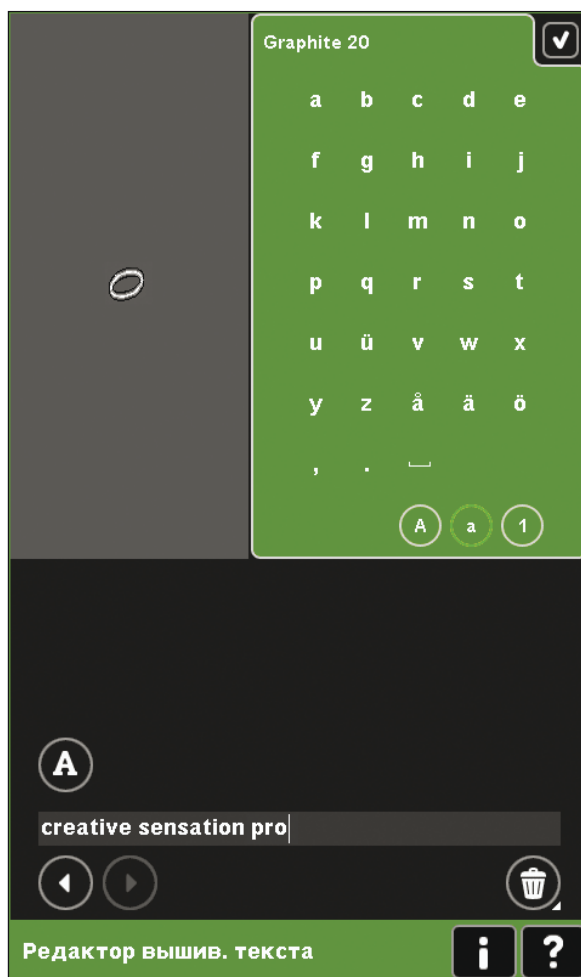 Graphite 20
a b c d e
f g h i j
k l m n o
p q r s t
u ü v w x
y z å ä ö
, . ⎵
A a 1
A
creative sensation pro
Редактор вышив. текста i ?